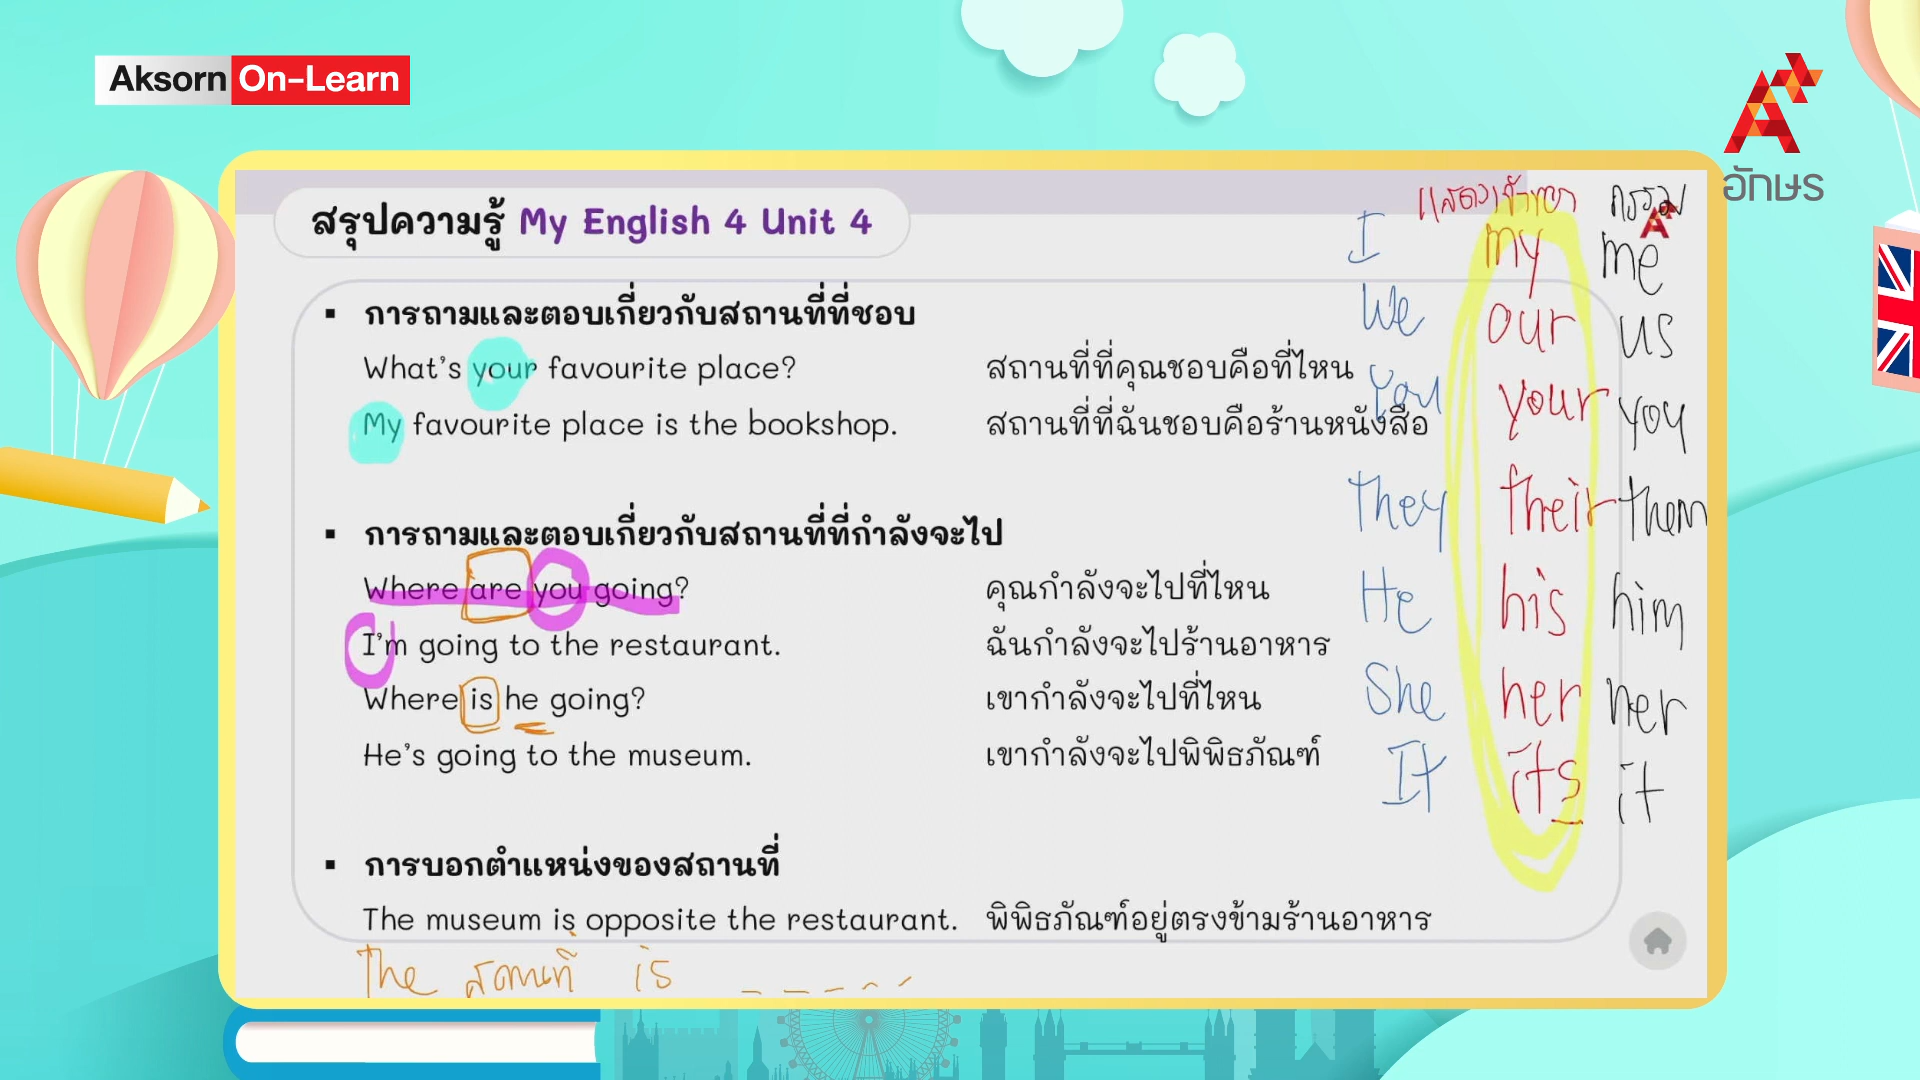 Aksorn On-Learn
อักษร
สรุปความรู้ My English 4 Unit 4
▪ การถามและตอบเกี่ยวกับสถานที่ที่ชอบ
What's your favourite place? สถานที่ที่คุณชอบคือที่ไหน
My favourite place is the bookshop. สถานที่ที่ฉันชอบคือร้านหนังสือ
▪ การถามและตอบเกี่ยวกับสถานที่ที่กำลังจะไป
Where are you going? คุณกำลังจะไปที่ไหน
I'm going to the restaurant. ฉันกำลังจะไปร้านอาหาร
Where is he going? เขากำลังจะไปที่ไหน
He's going to the museum. เขากำลังจะไปพิพิธภัณฑ์
▪ การบอกตำแหน่งของสถานที่
The museum is opposite the restaurant. พิพิธภัณฑ์อยู่ตรงข้ามร้านอาหาร
The สถานที่ is _ _ _ _ _
แสดงเจ้าของ กรรม
I my me
We our us
You your you
They their them
He his him
She her her
It its it